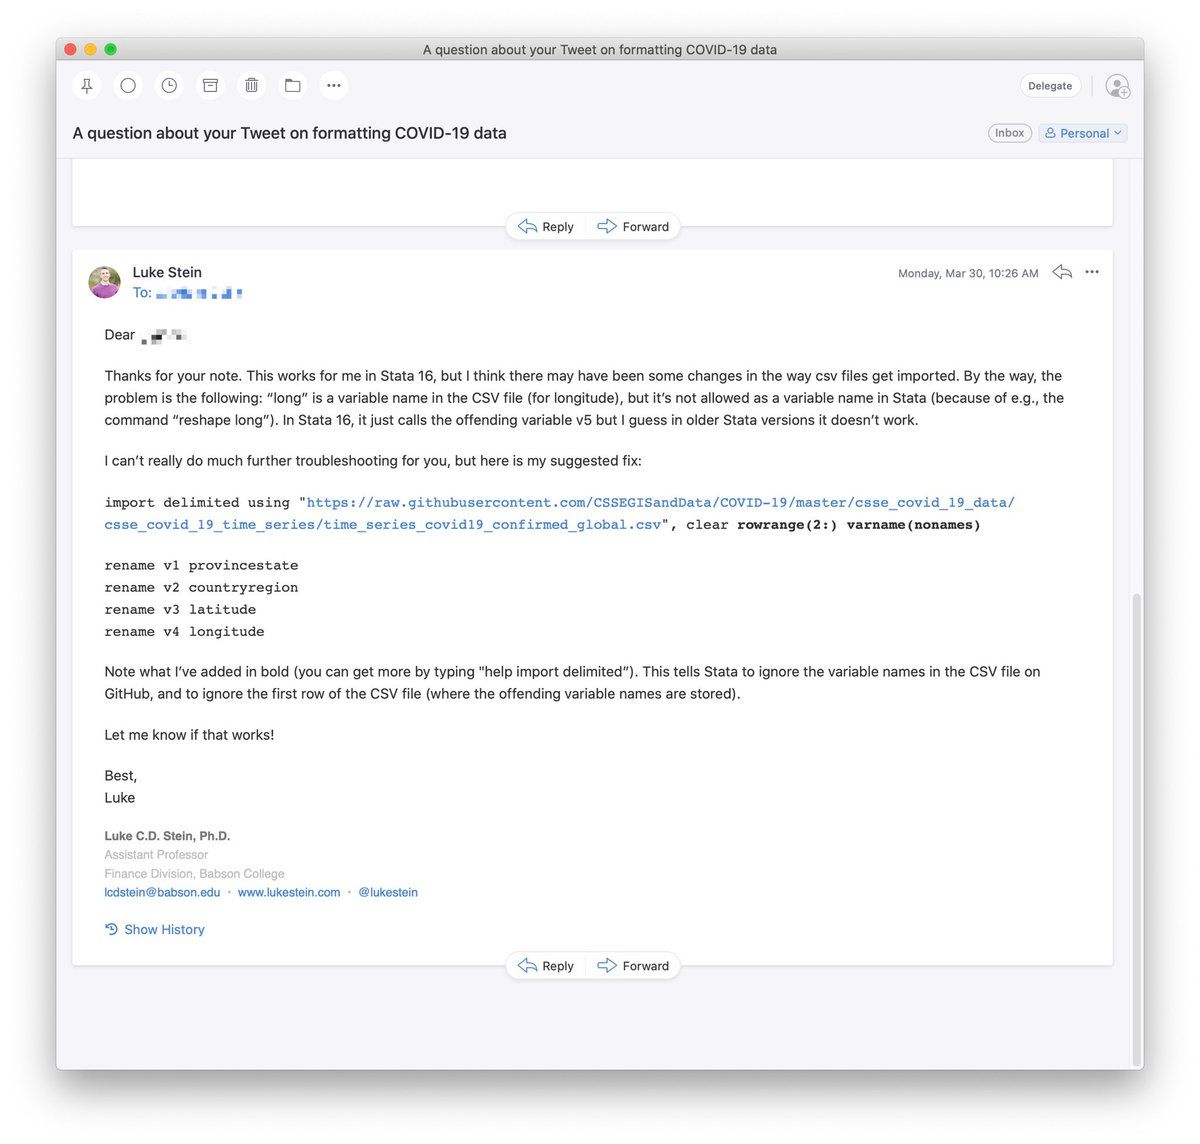 A question about your Tweet on formatting COVID-19 data
Delegate
A question about your Tweet on formatting COVID-19 data
Inbox
Personal
Reply
Forward
Luke Stein
Monday, Mar 30, 10:26 AM
To:
Dear
Thanks for your note. This works for me in Stata 16, but I think there may have been some changes in the way csv files get imported. By the way, the
problem is the following: “long” is a variable name in the CSV file (for longitude), but it’s not allowed as a variable name in Stata (because of e.g., the
command “reshape long”). In Stata 16, it just calls the offending variable v5 but I guess in older Stata versions it doesn’t work.
I can’t really do much further troubleshooting for you, but here is my suggested fix:
import delimited using "https://raw.githubusercontent.com/CSSEGISandData/COVID-19/master/csse_covid_19_data/
csse_covid_19_time_series/time_series_covid19_confirmed_global.csv", clear rowrange(2:) varname(nonames)
rename v1 provincestate
rename v2 countryregion
rename v3 latitude
rename v4 longitude
Note what I’ve added in bold (you can get more by typing "help import delimited”). This tells Stata to ignore the variable names in the CSV file on
GitHub, and to ignore the first row of the CSV file (where the offending variable names are stored).
Let me know if that works!
Best,
Luke
Luke C.D. Stein, Ph.D.
Assistant Professor
Finance Division, Babson College
lcdstein@babson.edu • www.lukestein.com • @lukestein
Show History
Reply
Forward